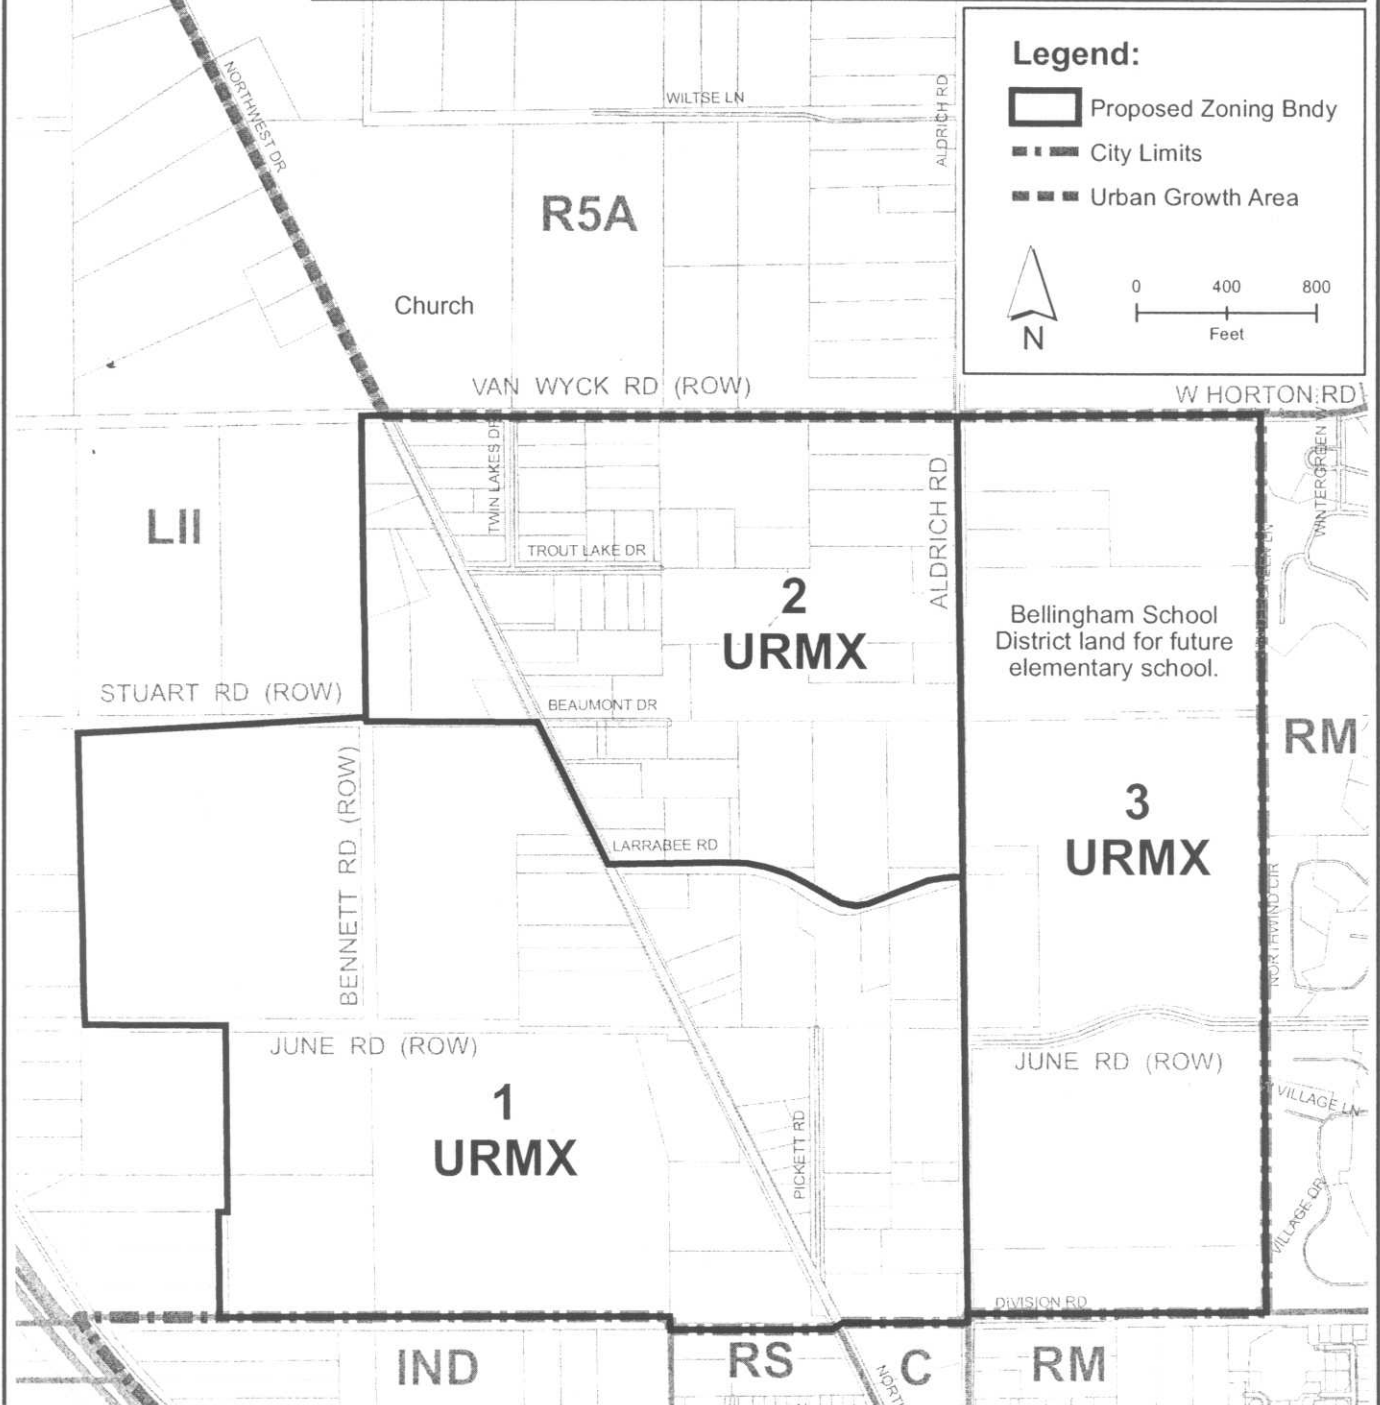 Legend:
Proposed Zoning Bndy
City Limits
Urban Growth Area
N
0 400 800
Feet
NORTHWEST DR
WILTSE LN
ALDRICH RD
R5A
Church
VAN WYCK RD (ROW)
W HORTON RD
TWIN LAKES DR
WINTERGREEN
LII
TROUT LAKE DR
ALDRICH RD
2
URMX
Bellingham School
District land for future
elementary school.
STUART RD (ROW)
BEAUMONT DR
RM
BENNETT RD (ROW)
3
URMX
LARRABEE RD
NORTHWIND CIR
JUNE RD (ROW)
JUNE RD (ROW)
1
URMX
PICKETT RD
VILLAGE LN
VILLAGE DR
DIVISION RD
IND
RS
C
RM